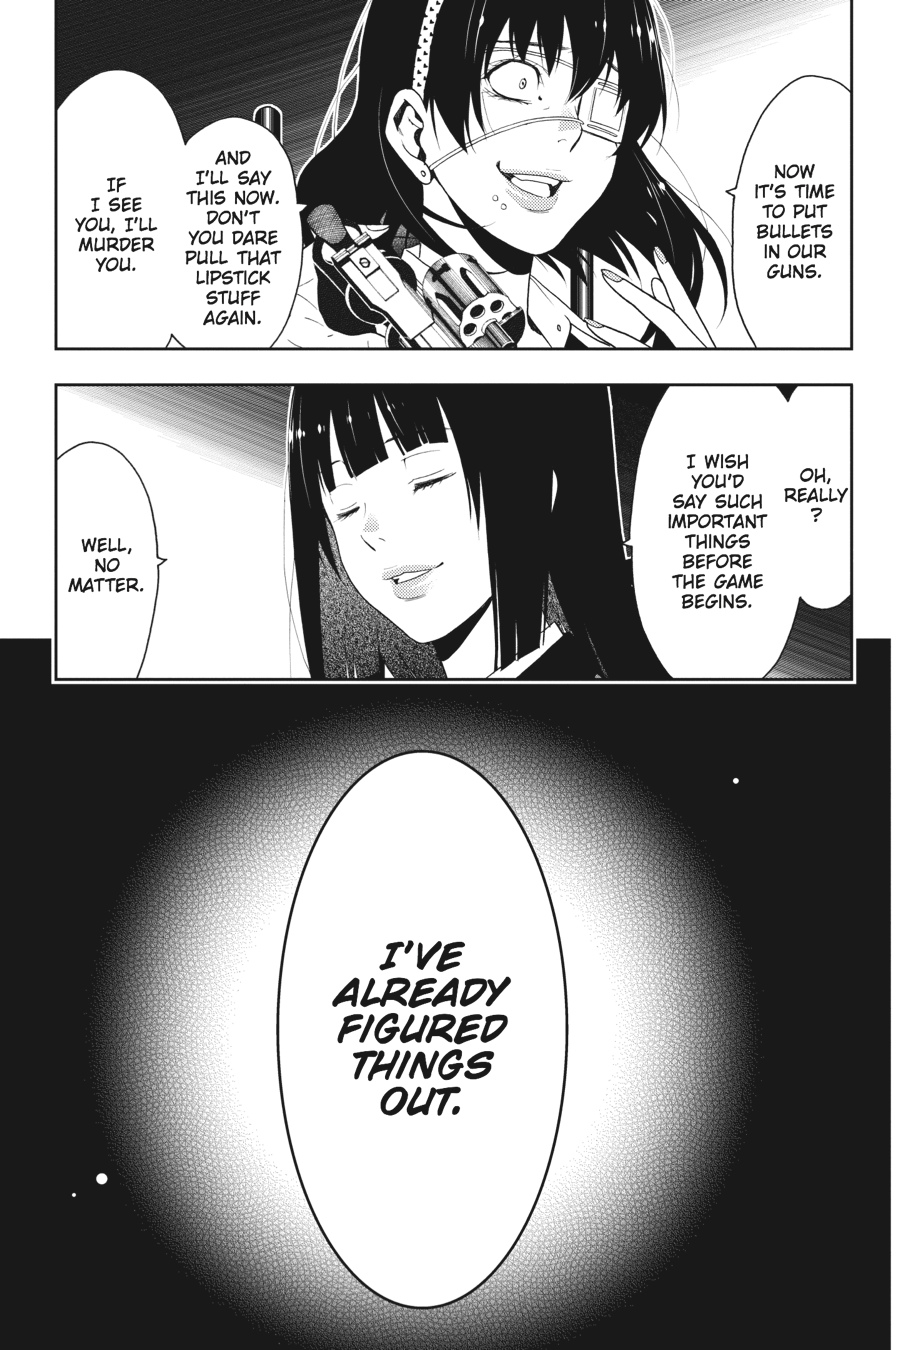 NOW
IT'S TIME
TO PUT
BULLETS
IN OUR
GUNS.
AND
I'LL SAY
THIS NOW.
DON'T
YOU DARE
PULL THAT
LIPSTICK
STUFF
AGAIN.
IF
I SEE
YOU, I'LL
MURDER
YOU.
OH,
REALLY
?
I WISH
YOU'D
SAY SUCH
IMPORTANT
THINGS
BEFORE
THE GAME
BEGINS.
WELL,
NO
MATTER.
I'VE
ALREADY
FIGURED
THINGS
OUT.